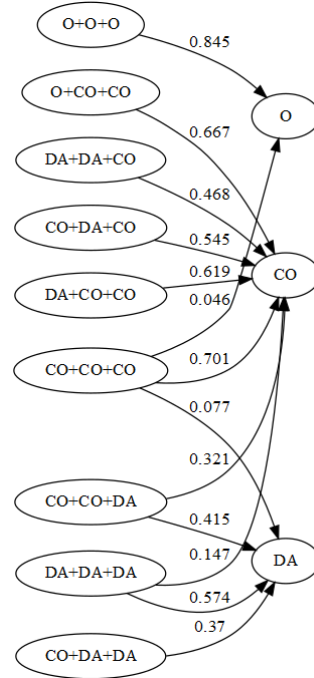 O+O+O
0.845
O+CO+CO
O
0.667
DA+DA+CO
0.468
CO+DA+CO
0.545
CO
0.619
DA+CO+CO
0.046
CO+CO+CO
0.701
0.077
0.321
CO+CO+DA
0.415
0.147
DA
DA+DA+DA
0.574
0.37
CO+DA+DA